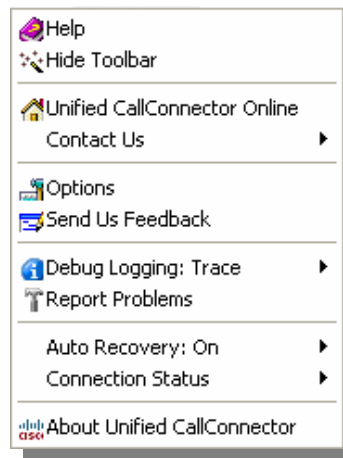 Help
Hide Toolbar
Unified CallConnector Online
Contact Us
Options
Send Us Feedback
Debug Logging: Trace
Report Problems
Auto Recovery: On
Connection Status
cisco About Unified CallConnector